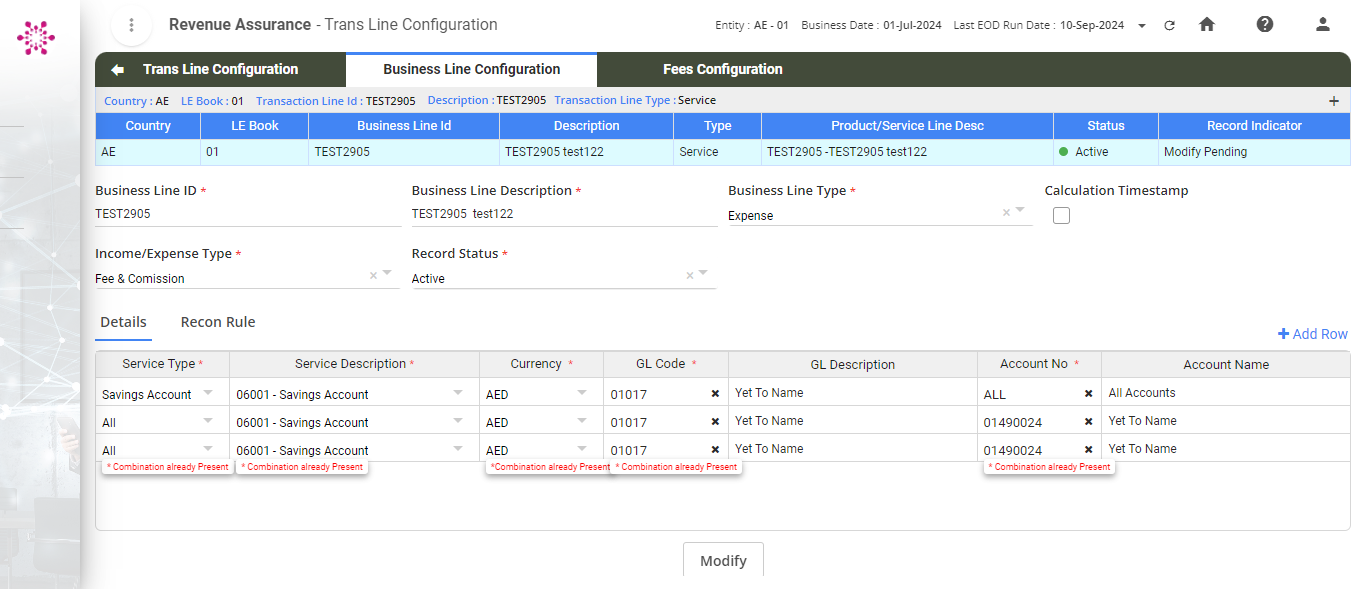 Revenue Assurance - Trans Line Configuration
Entity : AE - 01 Business Date : 01-Jul-2024 Last EOD Run Date : 10-Sep-2024
Trans Line Configuration Business Line Configuration Fees Configuration
Country : AE LE Book : 01 Transaction Line Id : TEST2905 Description : TEST2905 Transaction Line Type : Service
Country LE Book Business Line Id Description Type Product/Service Line Desc Status Record Indicator
AE 01 TEST2905 TEST2905 test122 Service TEST2905 -TEST2905 test122 Active Modify Pending
Business Line ID * Business Line Description * Business Line Type * Calculation Timestamp
TEST2905 TEST2905 test122 Expense
Income/Expense Type * Record Status *
Fee & Comission Active
Details Recon Rule
+ Add Row
Service Type * Service Description * Currency * GL Code * GL Description Account No * Account Name
Savings Account 06001 - Savings Account AED 01017 Yet To Name ALL All Accounts
All 06001 - Savings Account AED 01017 Yet To Name 01490024 Yet To Name
All 06001 - Savings Account AED 01017 Yet To Name 01490024 Yet To Name
* Combination already Present * Combination already Present *Combination already Present * Combination already Present * Combination already Present
Modify